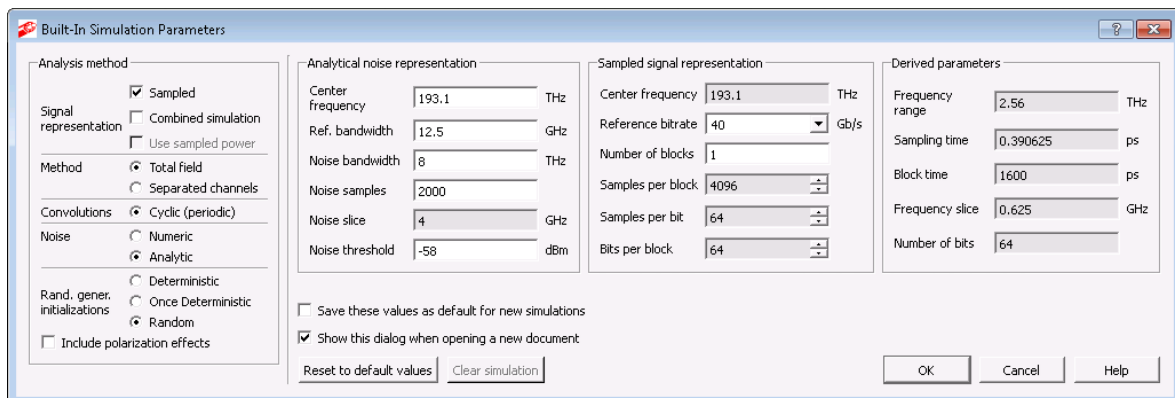 Built-In Simulation Parameters
Analysis method
Signal representation
Sampled
Combined simulation
Use sampled power
Method
Total field
Separated channels
Convolutions
Cyclic (periodic)
Noise
Numeric
Analytic
Rand. gener. initializations
Deterministic
Once Deterministic
Random
Include polarization effects
Analytical noise representation
Center frequency 193.1 THz
Ref. bandwidth 12.5 GHz
Noise bandwidth 8 THz
Noise samples 2000
Noise slice 4 GHz
Noise threshold -58 dBm
Sampled signal representation
Center frequency 193.1 THz
Reference bitrate 40 Gb/s
Number of blocks 1
Samples per block 4096
Samples per bit 64
Bits per block 64
Derived parameters
Frequency range 2.56 THz
Sampling time 0.390625 ps
Block time 1600 ps
Frequency slice 0.625 GHz
Number of bits 64
Save these values as default for new simulations
Show this dialog when opening a new document
Reset to default values Clear simulation OK Cancel Help